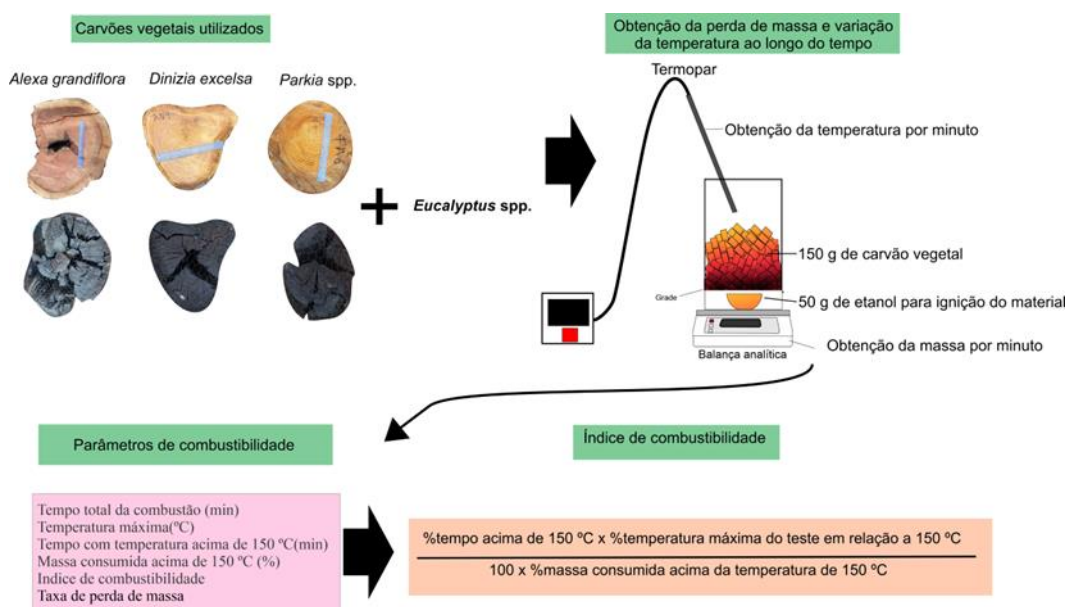 Carvões vegetais utilizados
Alexa grandiflora
Dinizia excelsa
Parkia spp.
+
Eucalyptus spp.
Obtenção da perda de massa e variação
da temperatura ao longo do tempo
Termopar
Obtenção da temperatura por minuto
150 g de carvão vegetal
Grade
50 g de etanol para ignição do material
Obtenção da massa por minuto
Balança analítica
Parâmetros de combustibilidade
Tempo total da combustão (min)
Temperatura máxima(ºC)
Tempo com temperatura acima de 150 ºC(min)
Massa consumida acima de 150 ºC (%)
Indice de combustibilidade
Taxa de perda de massa
Índice de combustibilidade
%tempo acima de 150 ºC x %temperatura máxima do teste em relação a 150 ºC
100 x %massa consumida acima da temperatura de 150 ºC